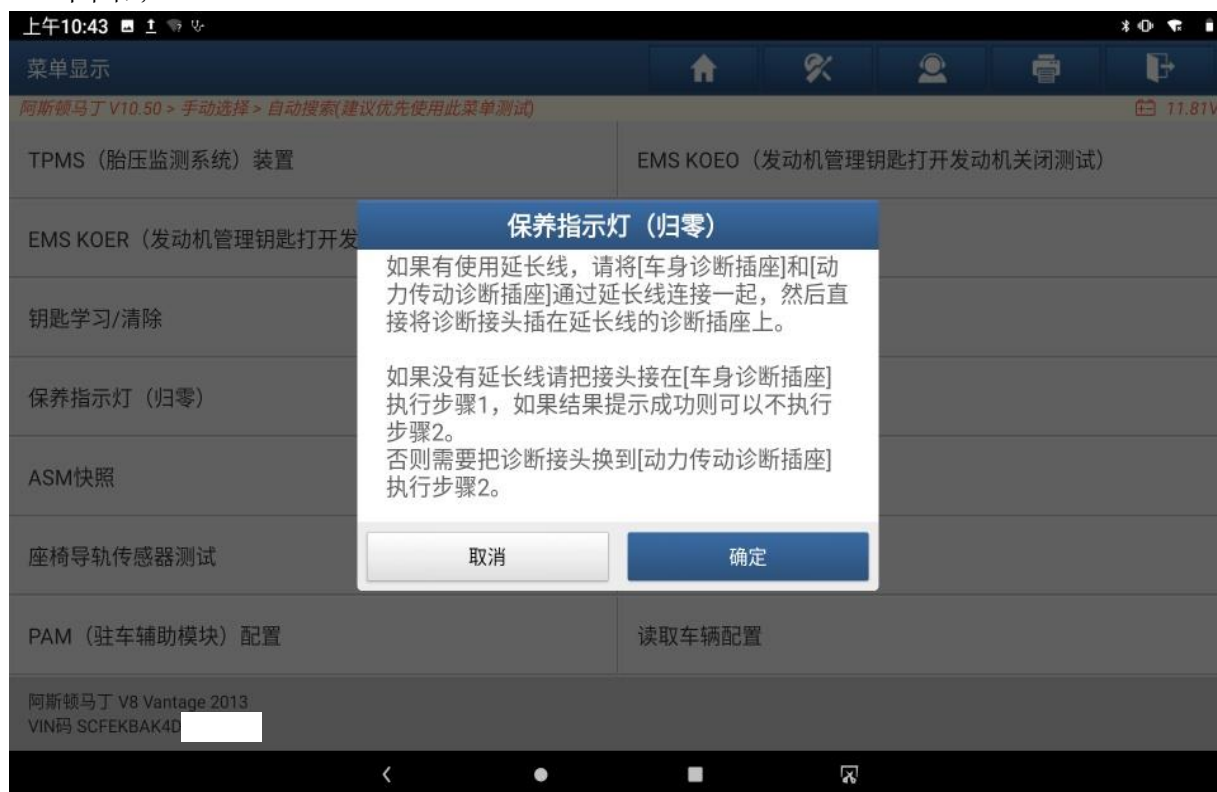 上午10:43
菜单显示
阿斯顿马丁 V10.50 > 手动选择 > 自动搜索(建议优先使用此菜单测试)
11.81V
TPMS（胎压监测系统）装置
EMS KOEO（发动机管理钥匙打开发动机关闭测试）
EMS KOER（发动机管理钥匙打开发
钥匙学习/清除
保养指示灯（归零）
ASM快照
座椅导轨传感器测试
PAM（驻车辅助模块）配置
读取车辆配置
保养指示灯（归零）
如果有使用延长线，请将[车身诊断插座]和[动
力传动诊断插座]通过延长线连接一起，然后直
接将诊断接头插在延长线的诊断插座上。
如果没有延长线请把接头接在[车身诊断插座]
执行步骤1，如果结果提示成功则可以不执行
步骤2。
否则需要把诊断接头换到[动力传动诊断插座]
执行步骤2。
取消
确定
阿斯顿马丁 V8 Vantage 2013
VIN码 SCFEKBAK4D